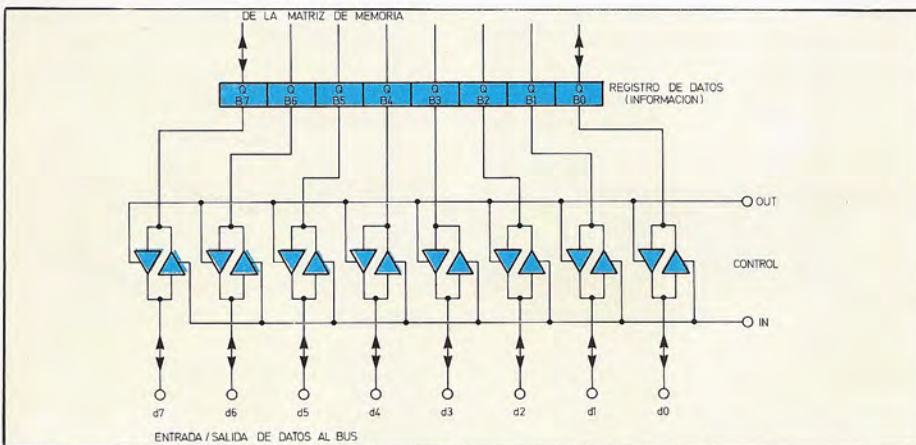 DE LA MATRIZ DE MEMORIA
Q Q Q Q Q Q Q Q
B7 B6 B5 B4 B3 B2 B1 B0
REGISTRO DE DATOS
(INFORMACION)
OUT
CONTROL
IN
d7 d6 d5 d4 d3 d2 d1 d0
ENTRADA/SALIDA DE DATOS AL BUS